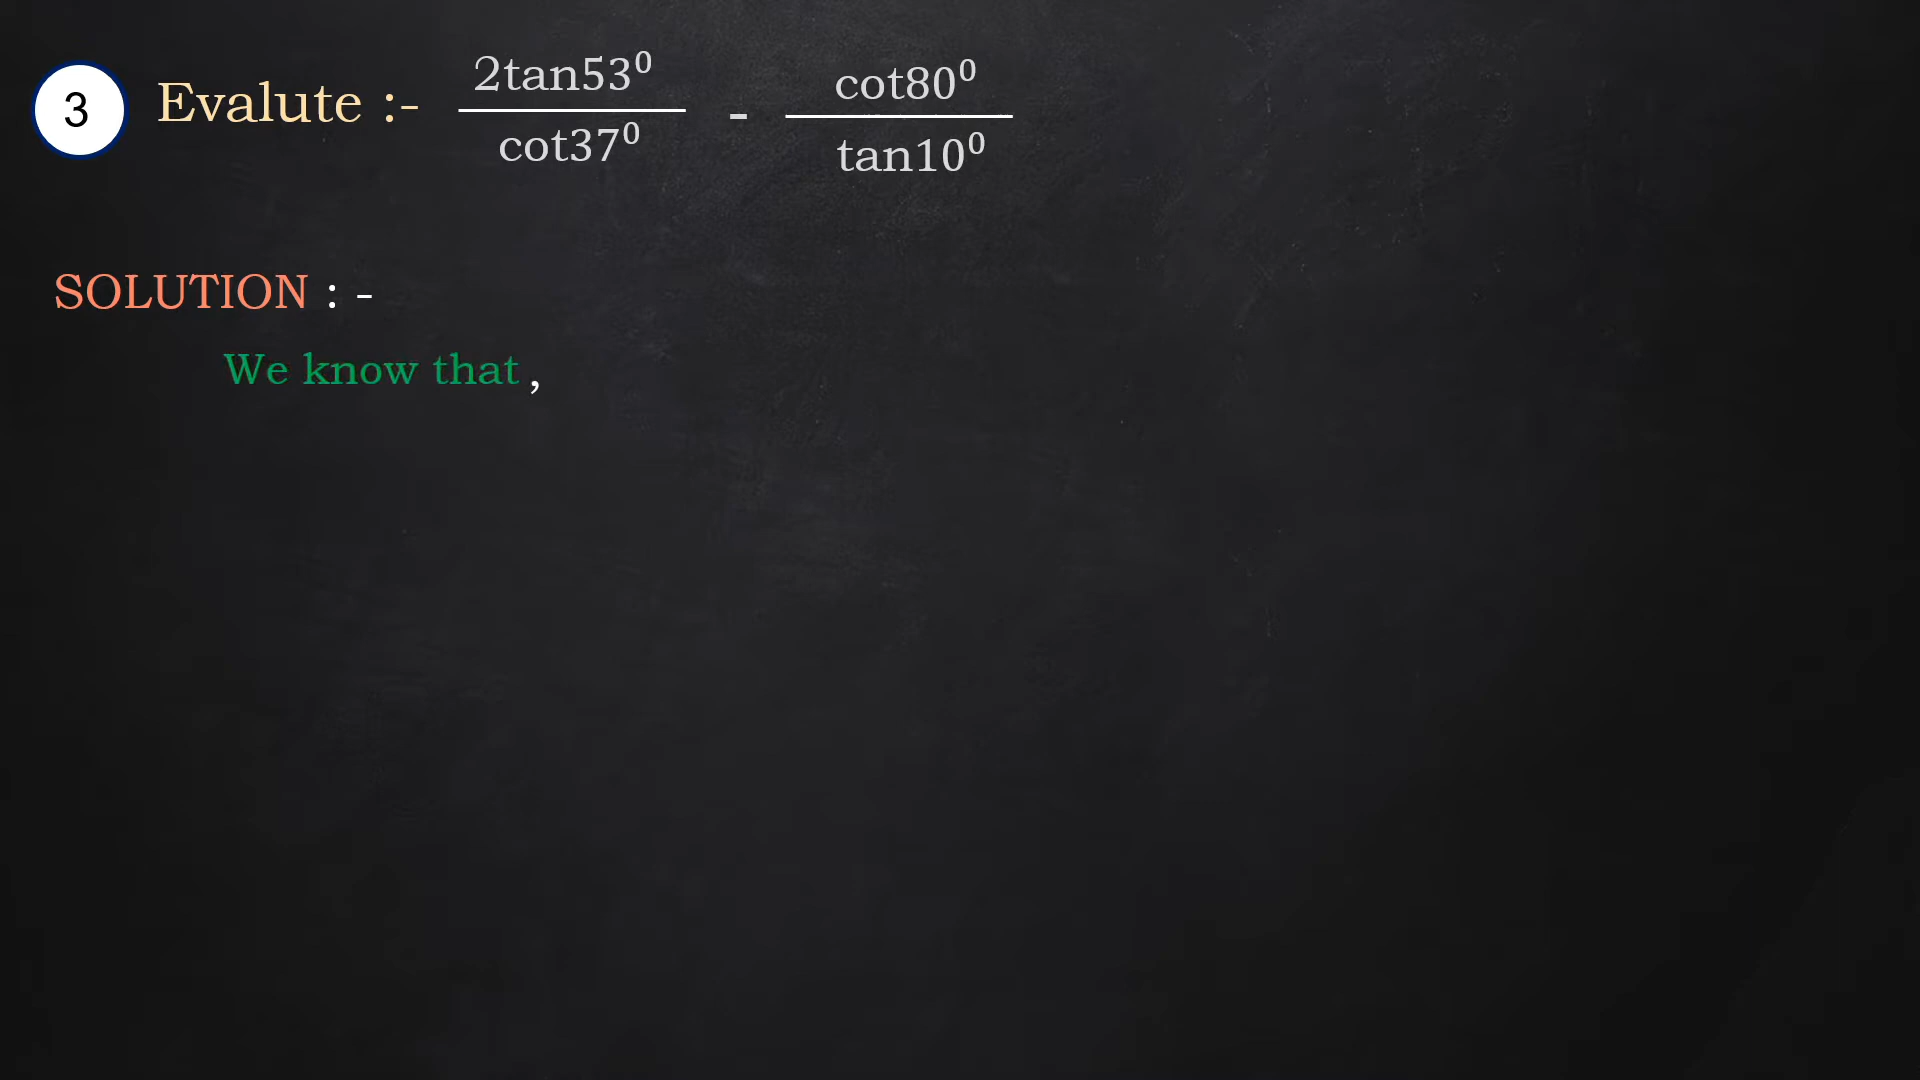 3 Evalute :- 2tan53⁰ / cot37⁰ - cot80⁰ / tan10⁰
SOLUTION : -
We know that ,